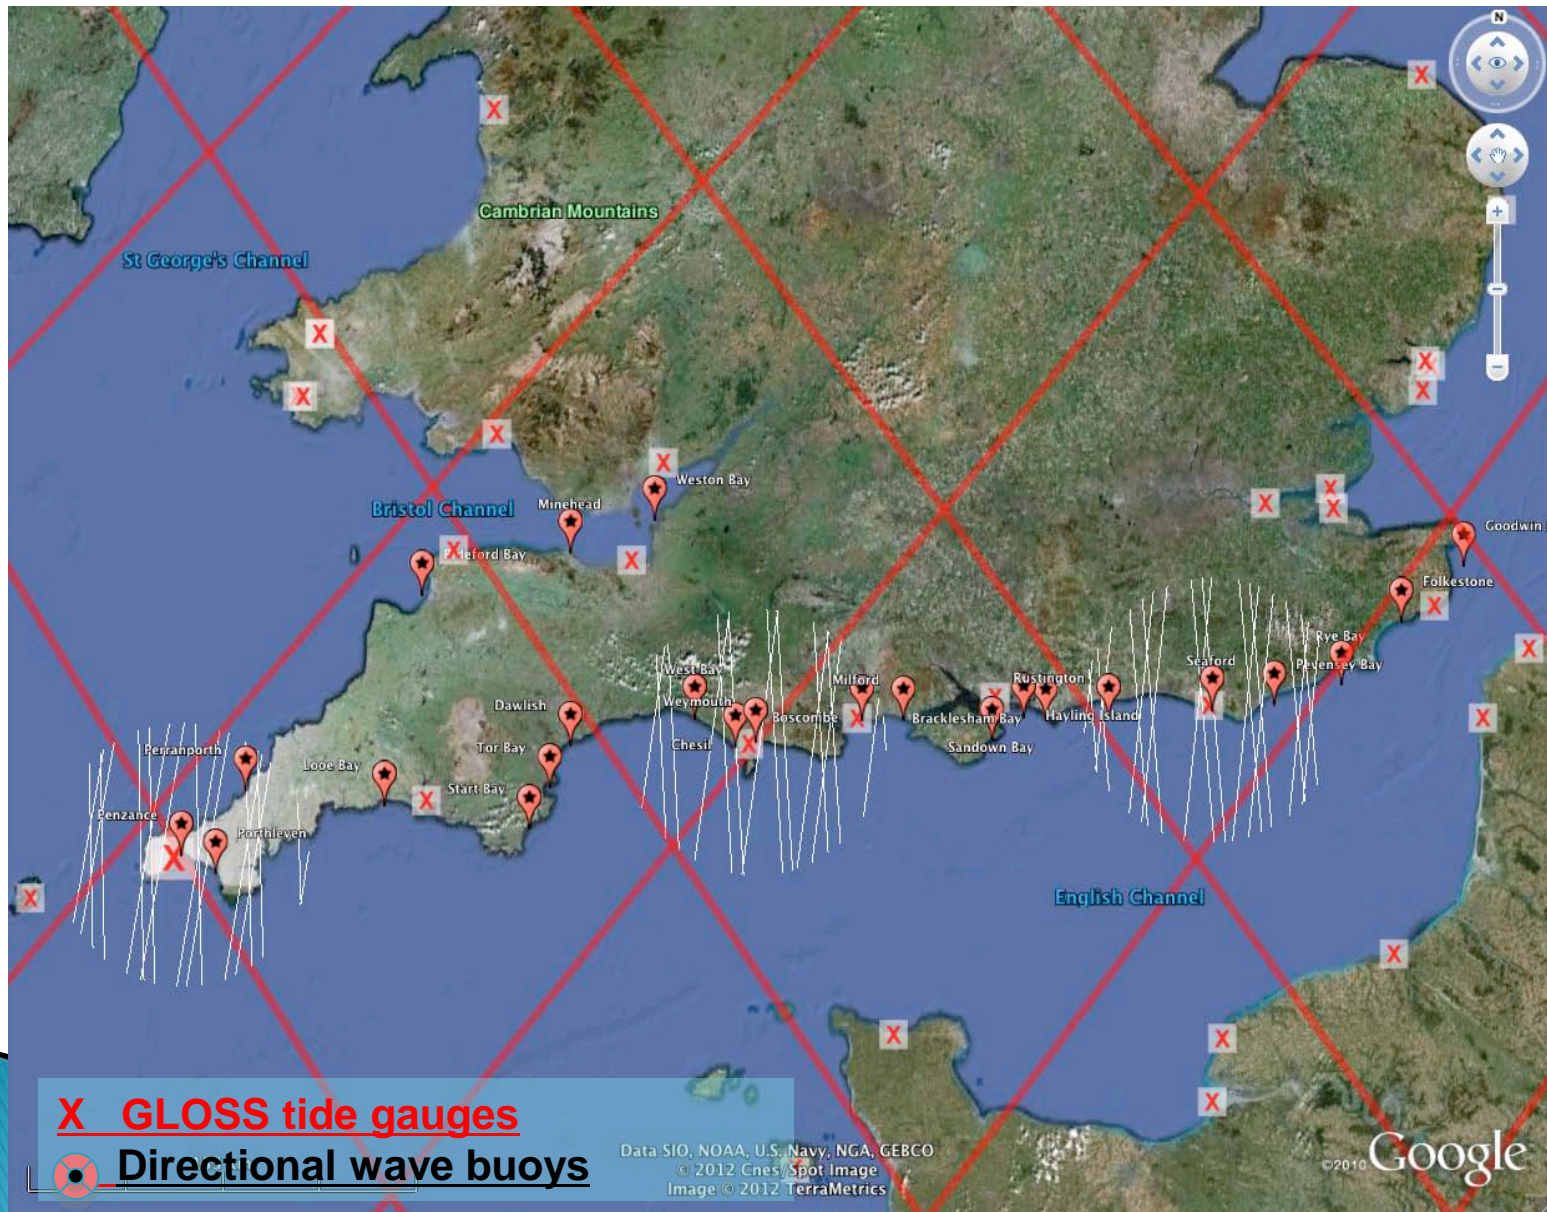 N
Cambrian Mountains
St George's Channel
Weston Bay
Minehead
Bristol Channel
Goodwin
Bideford Bay
Folkestone
Rye Bay
Seaford
Pevensey Bay
West Bay
Milford
Rustington
Weymouth
Dawlish
Boscombe
Bracklesham Bay
Hayling Island
Chesil
Sandown Bay
Perranporth
Tor Bay
Looe Bay
Start Bay
Penzance
Porthleven
English Channel
X GLOSS tide gauges
Directional wave buoys
Data SIO, NOAA, U.S. Navy, NGA, GEBCO
© 2012 Cnes/Spot Image
Image © 2012 TerraMetrics
©2010 Google